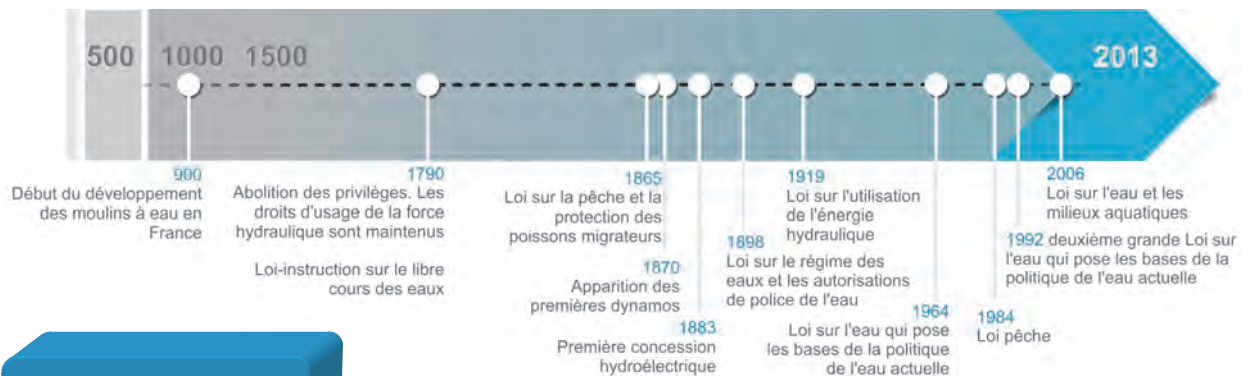 500 1000 1500
2013
900
Début du développement
des moulins à eau en
France
1790
Abolition des privilèges. Les
droits d'usage de la force
hydraulique sont maintenus
Loi-instruction sur le libre
cours des eaux
1865
Loi sur la pêche et la
protection des
poissons migrateurs
1870
Apparition des
premières dynamos
1883
Première concession
hydroélectrique
1898
Loi sur le régime des
eaux et les autorisations
de police de l'eau
1919
Loi sur l'utilisation
de l'énergie
hydraulique
1964
Loi sur l'eau qui pose
les bases de la politique
de l'eau actuelle
1984
Loi pêche
1992 deuxième grande Loi sur
l'eau qui pose les bases de la
politique de l'eau actuelle
2006
Loi sur l'eau et les
milieux aquatiques